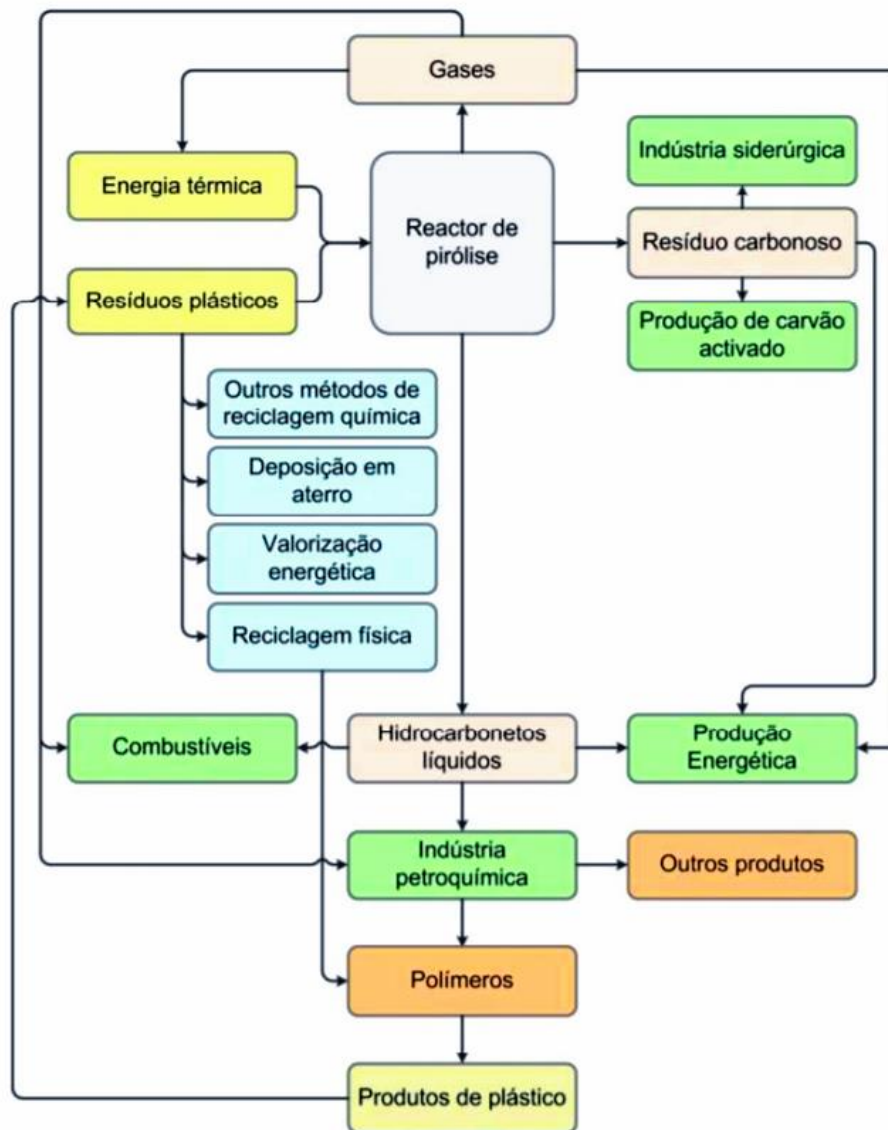 Gases
Indústria siderúrgica
Energia térmica
Reactor de
pirólise
Resíduo carbonoso
Resíduos plásticos
Produção de carvão
activado
Outros métodos de
reciclagem química
Deposição em
aterro
Valorização
energética
Reciclagem física
Combustíveis
Hidrocarbonetos
líquidos
Produção
Energética
Indústria
petroquímica
Outros produtos
Polímeros
Produtos de plástico